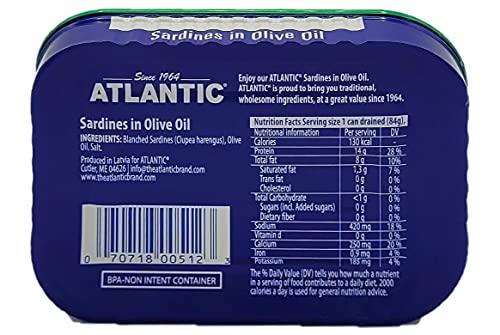 Sardines in Olive Oil
Since 1964
ATLANTIC®
Sardines in Olive Oil
INGREDIENTS: Blanched Sardines (Clupea harengus), Olive
Oil, Salt.
Produced in Latvia for ATLANTIC®
Cutler, ME 04626 | info@theatlanticbrand.com
www.theatlanticbrand.com
0 70718 00512 3
BPA-NON INTENT CONTAINER
Enjoy our ATLANTIC® Sardines in Olive Oil.
ATLANTIC® is proud to bring you traditional,
wholesome ingredients, at a great value since 1964.
Nutrition Facts Serving size 1 can drained (84g).
Nutritional information Per serving DV
Calories 130 kcal -
Protein 14 g 28 %
Total fat 8 g 10%
Saturated fat 1,3 g 7 %
Trans fat 0 g 0 %
Cholesterol 0 g 0 %
Total Carbohydrate <1 g 0 %
Sugars (incl. Added sugars) 0 g 0%
Dietary fiber 0 g 0 %
Sodium 420 mg 18 %
Vitamin d 0 g 0 %
Calcium 250 mg 20 %
Iron 0,9 mg 4 %
Potassium 185 mg 4 %
The % Daily Value (DV) tells you how much a nutrient
in a serving of food contributes to a daily diet. 2000
calories a day is used for general nutrition advice.